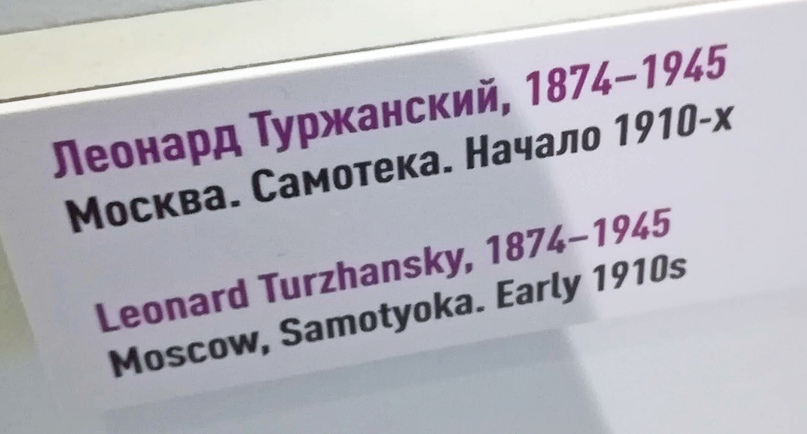 Леонард Туржанский, 1874–1945
Москва. Самотека. Начало 1910-х
Leonard Turzhansky, 1874–1945
Moscow, Samotyoka. Early 1910s